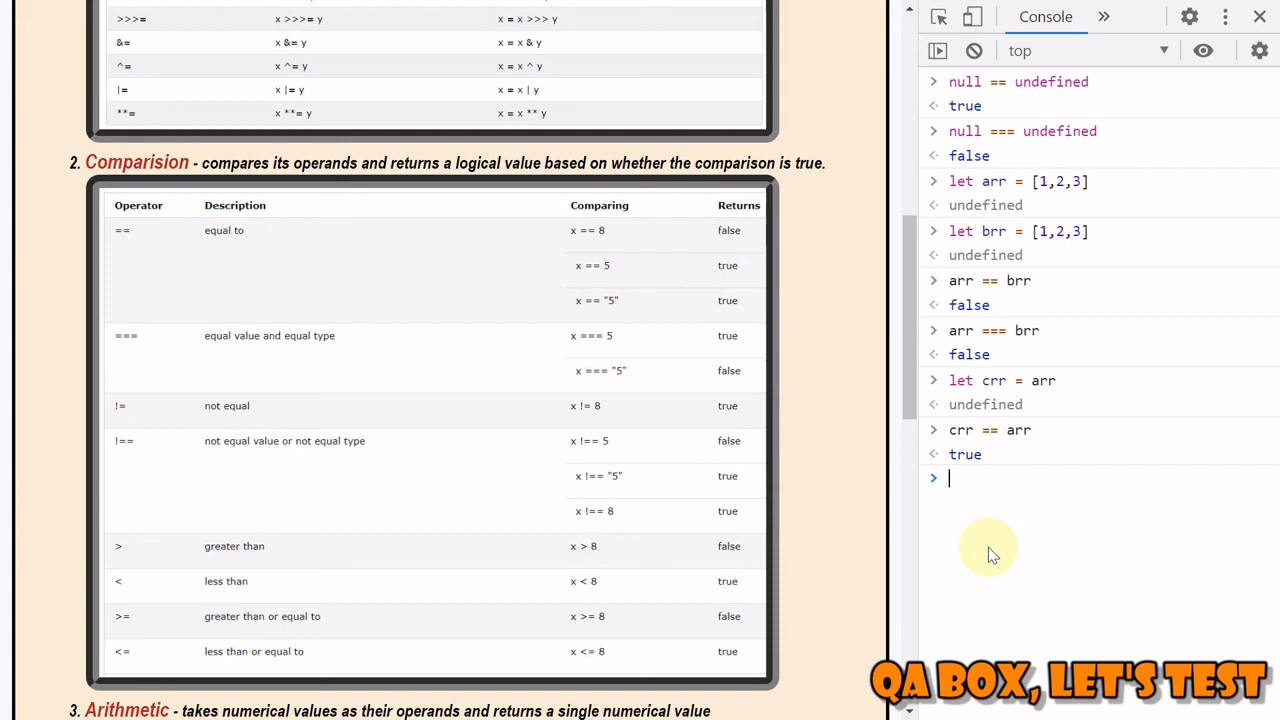 >>>= x >>>= y x = x >>> y
&= x &= y x = x & y
^= x ^= y x = x ^ y
|= x |= y x = x | y
**= x **= y x = x ** y
2. Comparision - compares its operands and returns a logical value based on whether the comparison is true.
Operator Description Comparing Returns
== equal to x == 8 false
x == 5 true
x == "5" true
=== equal value and equal type x === 5 true
x === "5" false
!= not equal x != 8 true
!== not equal value or not equal type x !== 5 false
x !== "5" true
x !== 8 true
> greater than x > 8 false
< less than x < 8 true
>= greater than or equal to x >= 8 false
<= less than or equal to x <= 8 true
3. Arithmetic - takes numerical values as their operands and returns a single numerical value
Console
top
null == undefined
true
null === undefined
false
let arr = [1,2,3]
undefined
let brr = [1,2,3]
undefined
arr == brr
false
arr === brr
false
let crr = arr
undefined
crr == arr
true
QA BOX, LET'S TEST